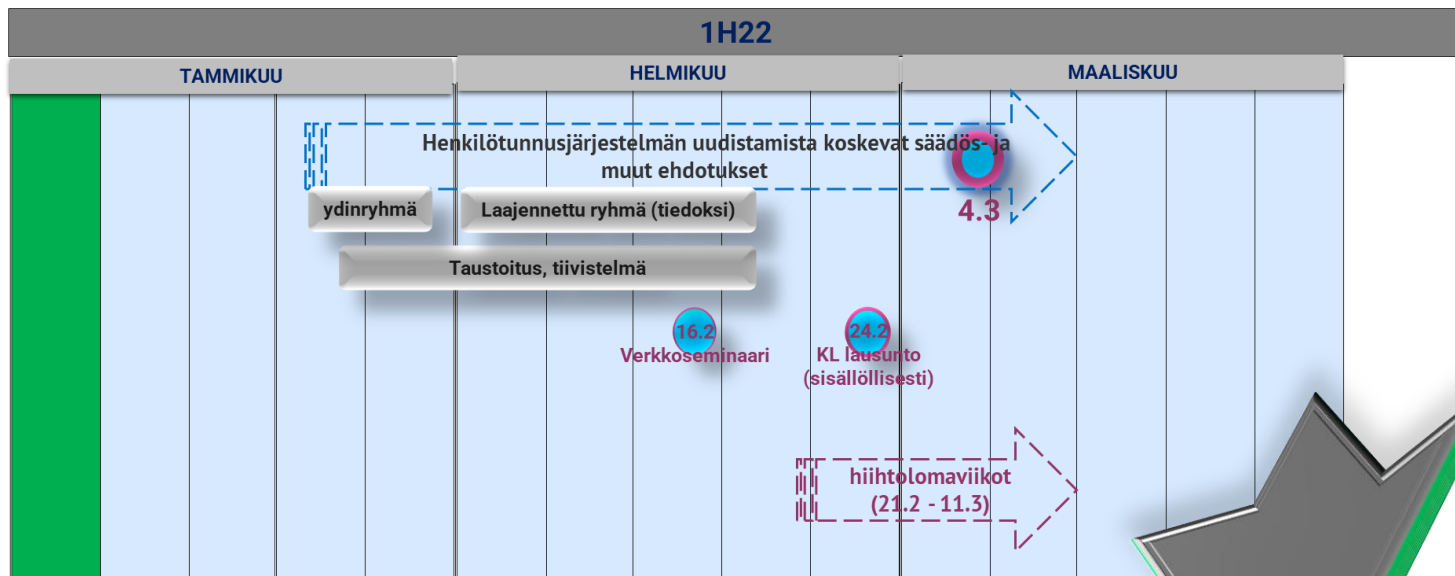 1H22
TAMMIKUU
HELMIKUU
MAALISKUU
Henkilötunnusjärjestelmän uudistamista koskevat säädös- ja
muut ehdotukset
4.3
ydinryhmä
Laajennettu ryhmä (tiedoksi)
Taustoitus, tiivistelmä
16.2
Verkkoseminaari
24.2
KL lausunto
(sisällöllisesti)
hiihtolomaviikot
(21.2 - 11.3)